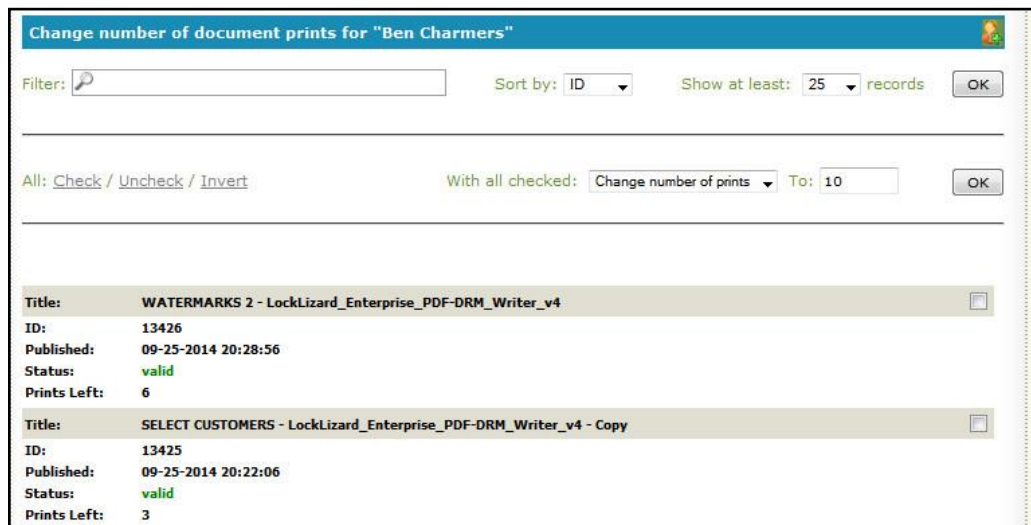 Change number of document prints for "Ben Charmers"
Filter: Sort by: ID Show at least: 25 records OK
All: Check / Uncheck / Invert With all checked: Change number of prints To: 10 OK
Title: WATERMARKS 2 - LockLizard_Enterprise_PDF-DRM_Writer_v4
ID: 13426
Published: 09-25-2014 20:28:56
Status: valid
Prints Left: 6
Title: SELECT CUSTOMERS - LockLizard_Enterprise_PDF-DRM_Writer_v4 - Copy
ID: 13425
Published: 09-25-2014 20:22:06
Status: valid
Prints Left: 3